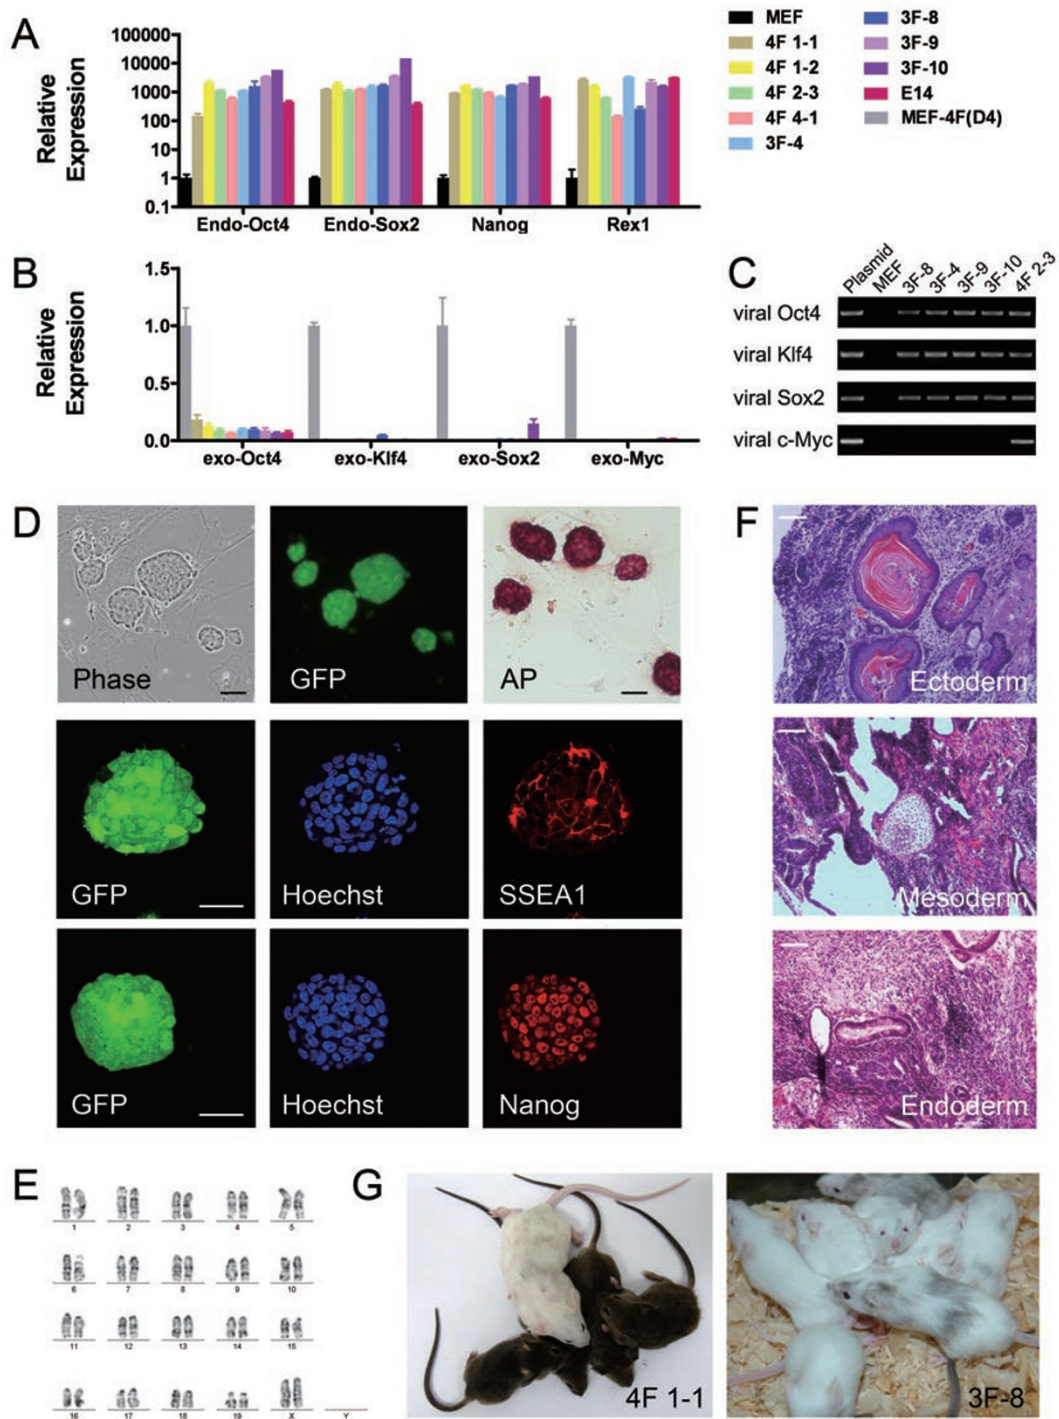 A
Relative
Expression
100000
10000
1000
100
10
1
0.1
Endo-Oct4
Endo-Sox2
Nanog
Rex1
MEF
4F 1-1
4F 1-2
4F 2-3
4F 4-1
3F-4
3F-8
3F-9
3F-10
E14
MEF-4F(D4)
B
Relative
Expression
1.5
1.0
0.5
0.0
exo-Oct4
exo-Klf4
exo-Sox2
exo-Myc
C
Plasmid
MEF
3F-8
3F-4
3F-9
3F-10
4F 2-3
viral Oct4
viral Klf4
viral Sox2
viral c-Myc
D
Phase
GFP
AP
GFP
Hoechst
SSEA1
GFP
Hoechst
Nanog
F
Ectoderm
Mesoderm
Endoderm
E
1 2 3 4 5
6 7 8 9 10
11 12 13 14 15
16 17 18 19 X Y
G
4F 1-1
3F-8